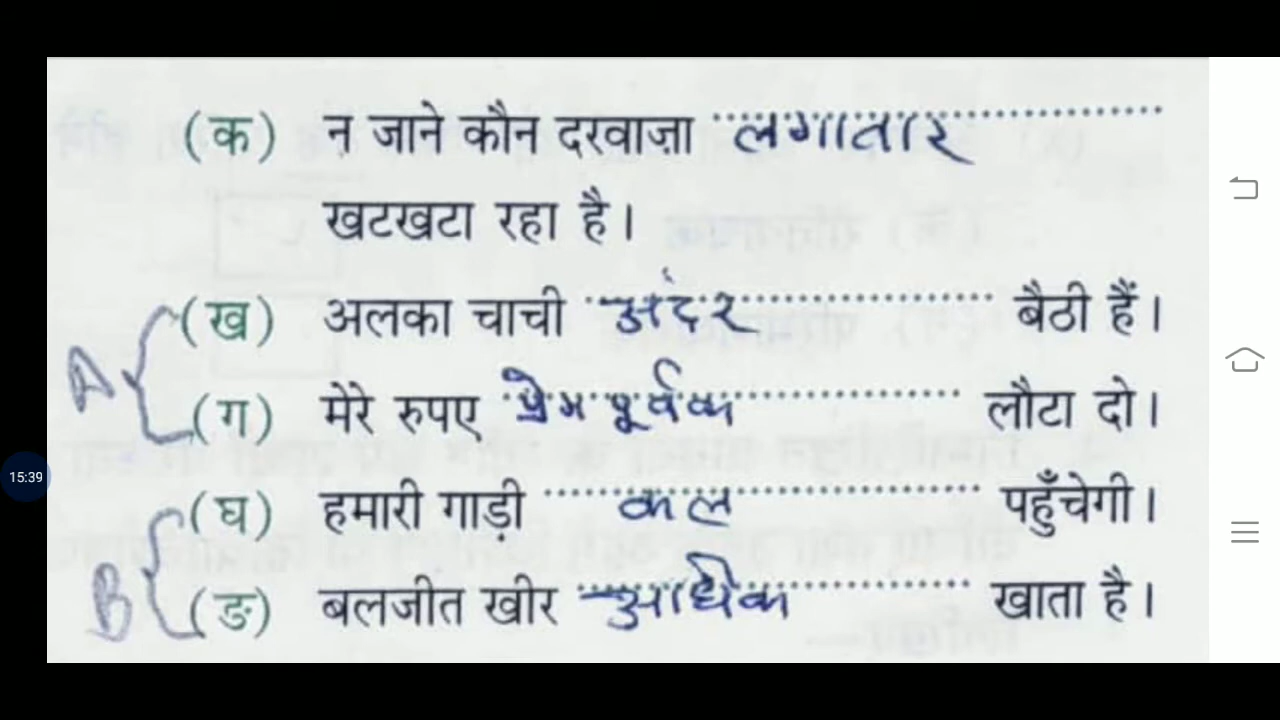 (क) न जाने कौन दरवाज़ा लगातार
खटखटा रहा है।
(ख) अलका चाची अंदर बैठी हैं।
A
(ग) मेरे रुपए प्रेमपूर्वक लौटा दो।
15:39
(घ) हमारी गाड़ी कल पहुँचेगी।
B
(ङ) बलजीत खीर अधिक खाता है।